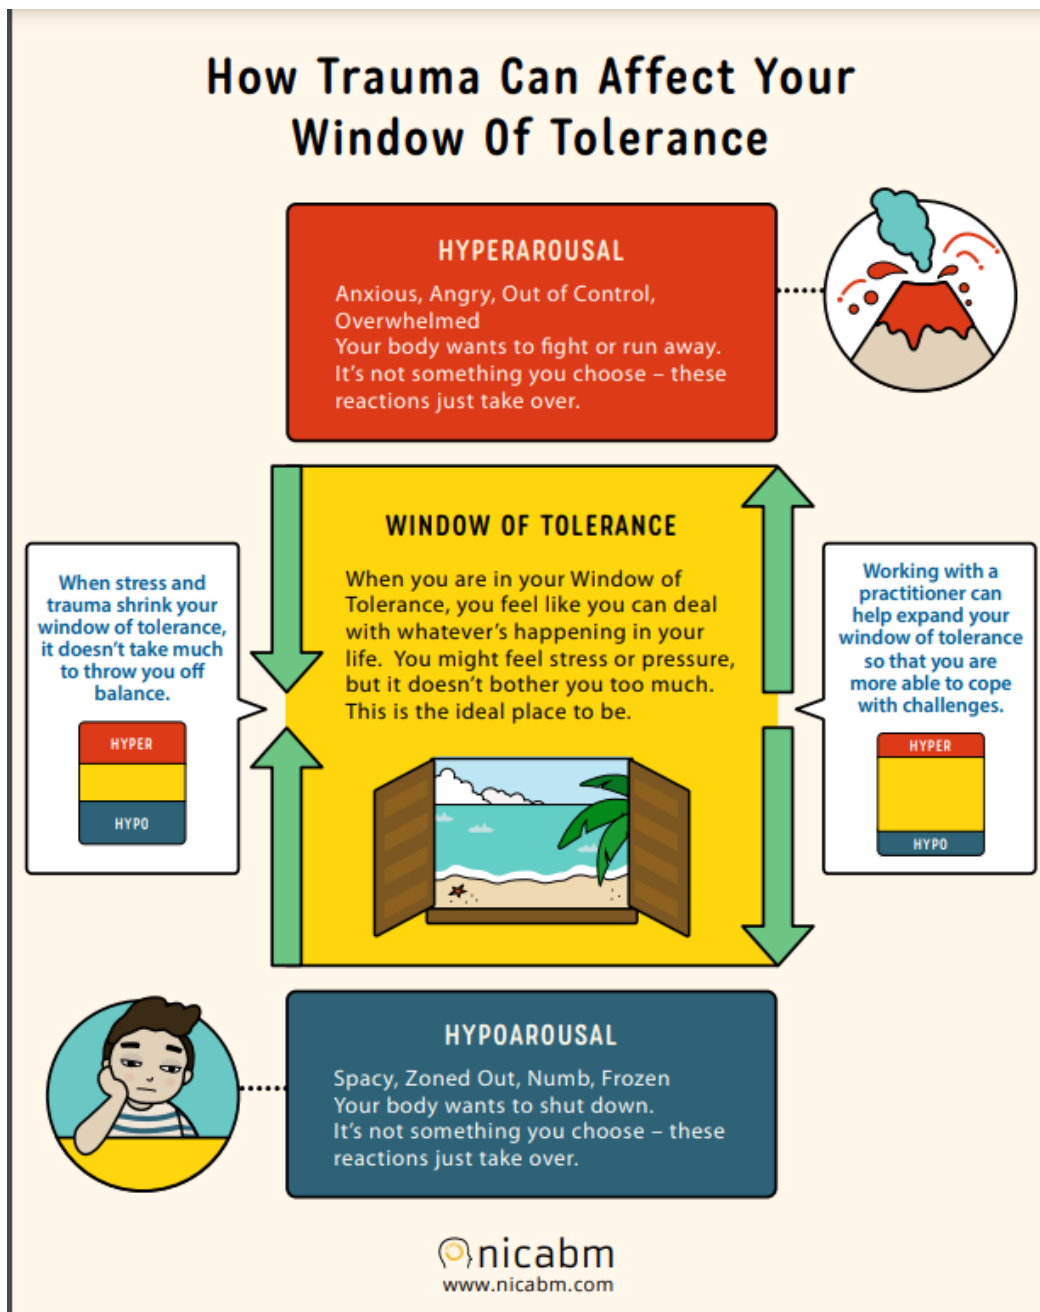 How Trauma Can Affect Your
Window Of Tolerance
HYPERAROUSAL
Anxious, Angry, Out of Control,
Overwhelmed
Your body wants to fight or run away.
It's not something you choose – these
reactions just take over.
WINDOW OF TOLERANCE
When you are in your Window of
Tolerance, you feel like you can deal
with whatever's happening in your
life. You might feel stress or pressure,
but it doesn't bother you too much.
This is the ideal place to be.
When stress and
trauma shrink your
window of tolerance,
it doesn't take much
to throw you off
balance.
HYPER
HYPO
Working with a
practitioner can
help expand your
window of tolerance
so that you are
more able to cope
with challenges.
HYPER
HYPO
HYPOAROUSAL
Spacy, Zoned Out, Numb, Frozen
Your body wants to shut down.
It's not something you choose – these
reactions just take over.
nicabm
www.nicabm.com